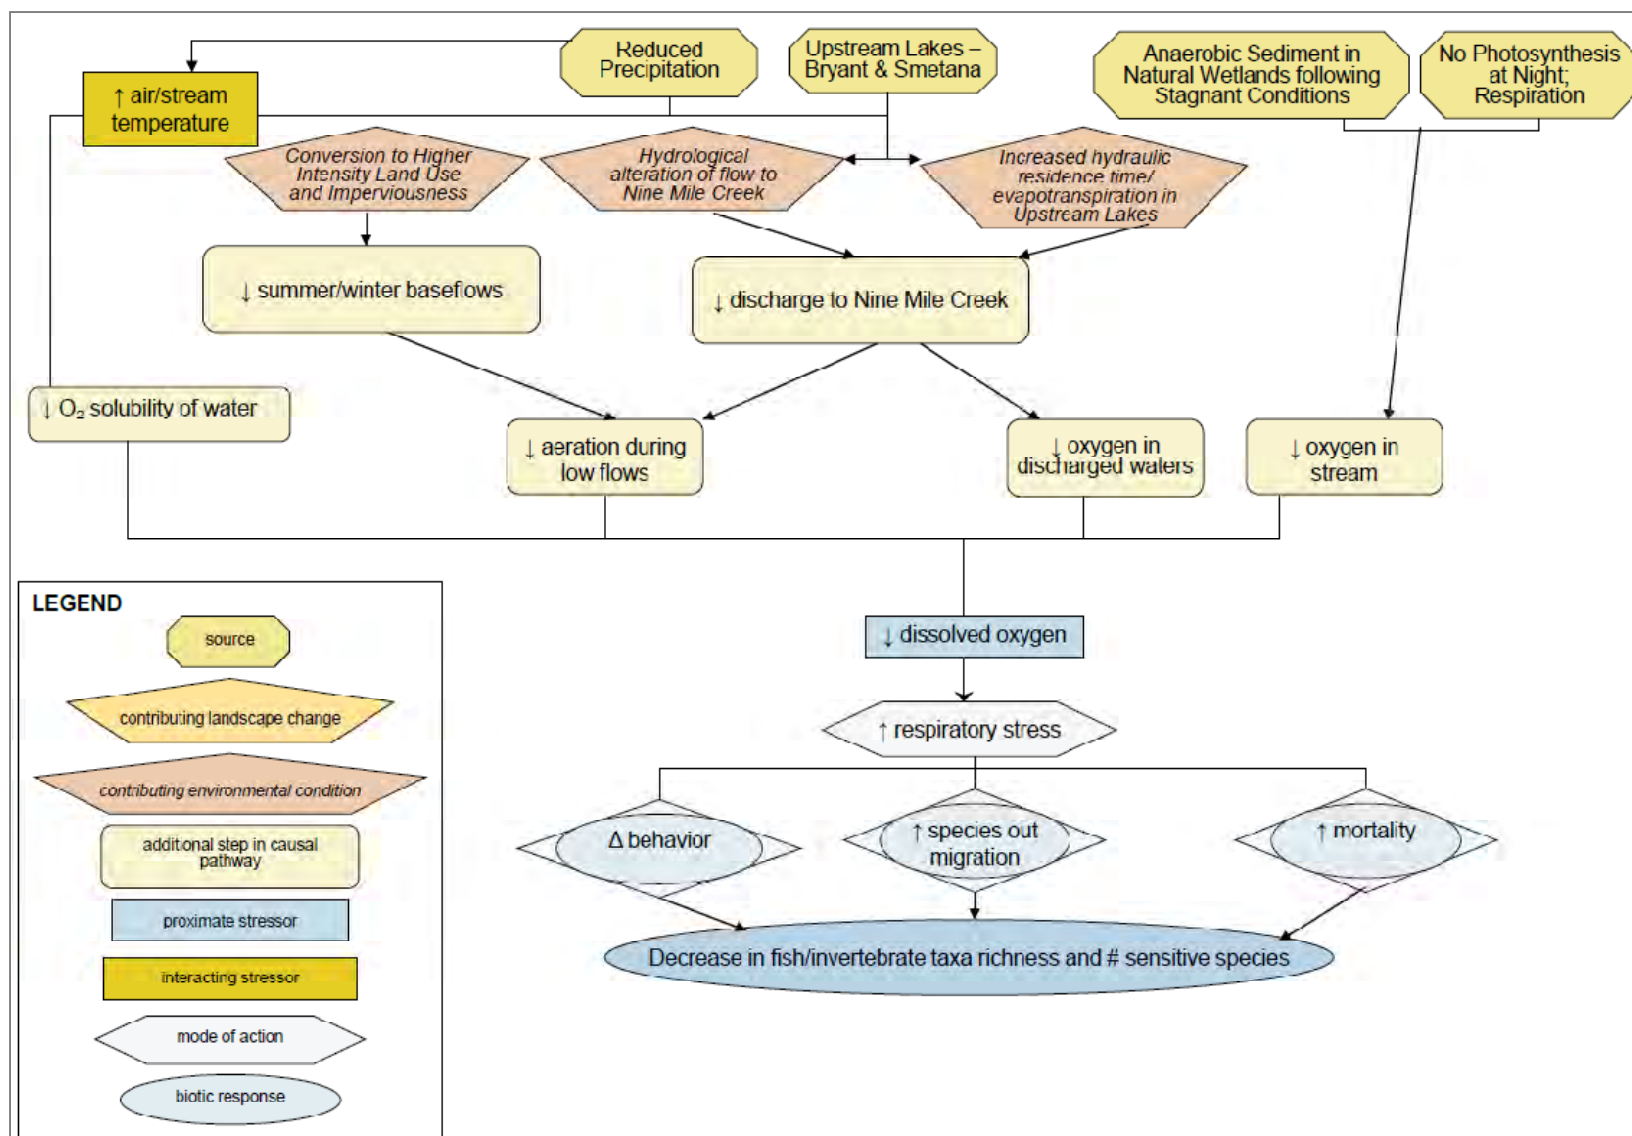 Reduced
Precipitation
Upstream Lakes –
Bryant & Smetana
Anaerobic Sediment in
Natural Wetlands following
Stagnant Conditions
No Photosynthesis
at Night;
Respiration
↑ air/stream
temperature
Conversion to Higher
Intensity Land Use
and Imperviousness
Hydrological
alteration of flow to
Nine Mile Creek
Increased hydraulic
residence time/
evapotranspiration in
Upstream Lakes
↓ summer/winter baseflows
↓ discharge to Nine Mile Creek
↓ O₂ solubility of water
↓ aeration during
low flows
↓ oxygen in
discharged waters
↓ oxygen in
stream
↓ dissolved oxygen
↑ respiratory stress
Δ behavior
↑ species out
migration
↑ mortality
Decrease in fish/invertebrate taxa richness and # sensitive species
LEGEND
source
contributing landscape change
contributing environmental condition
additional step in causal
pathway
proximate stressor
interacting stressor
mode of action
biotic response